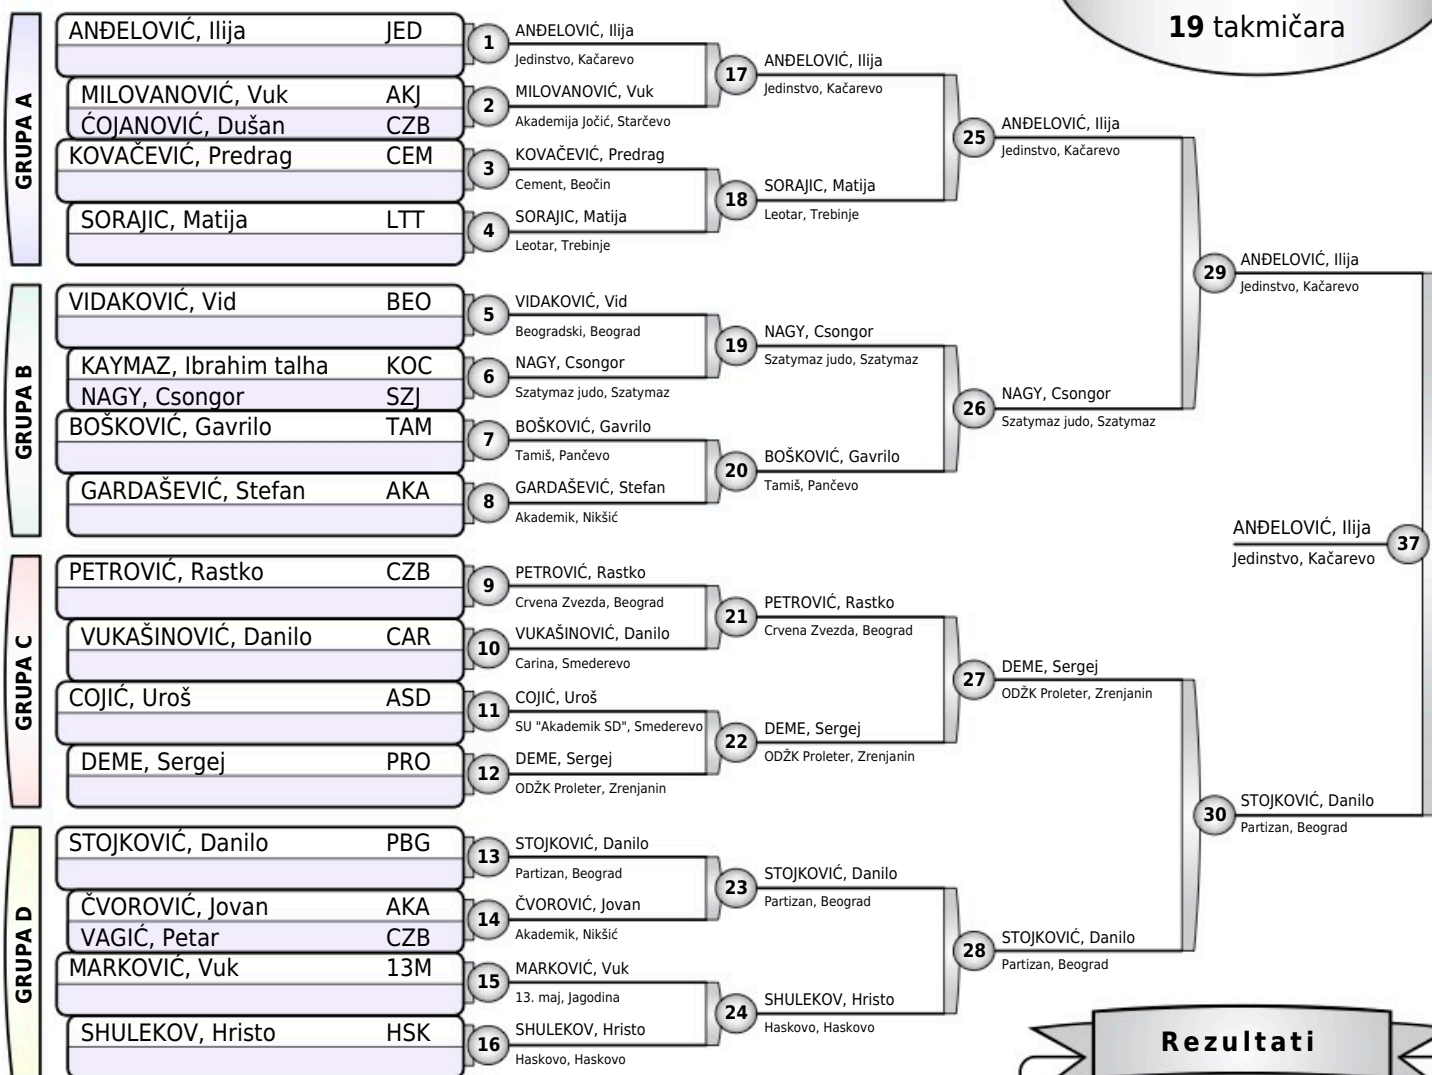 19 takmičara
GRUPA A
ANĐELOVIĆ, Ilija JED
MILOVANOVIĆ, Vuk AKJ
ĆOJANOVIĆ, Dušan CZB
KOVAČEVIĆ, Predrag CEM
SORAJIC, Matija LTT
GRUPA B
VIDAKOVIĆ, Vid BEO
KAYMAZ, Ibrahim talha KOC
NAGY, Csongor SZJ
BOŠKOVIĆ, Gavrilo TAM
GARDAŠEVIĆ, Stefan AKA
GRUPA C
PETROVIĆ, Rastko CZB
VUKAŠINOVIĆ, Danilo CAR
COJIĆ, Uroš ASD
DEME, Sergej PRO
GRUPA D
STOJKOVIĆ, Danilo PBG
ČVOROVIĆ, Jovan AKA
VAGIĆ, Petar CZB
MARKOVIĆ, Vuk 13M
SHULEKOV, Hristo HSK
1 ANĐELOVIĆ, Ilija
Jedinstvo, Kačarevo
2 MILOVANOVIĆ, Vuk
Akademija Jočić, Starčevo
3 KOVAČEVIĆ, Predrag
Cement, Beočin
4 SORAJIC, Matija
Leotar, Trebinje
5 VIDAKOVIĆ, Vid
Beogradski, Beograd
6 NAGY, Csongor
Szatymaz judo, Szatymaz
7 BOŠKOVIĆ, Gavrilo
Tamiš, Pančevo
8 GARDAŠEVIĆ, Stefan
Akademik, Nikšić
9 PETROVIĆ, Rastko
Crvena Zvezda, Beograd
10 VUKAŠINOVIĆ, Danilo
Carina, Smederevo
11 COJIĆ, Uroš
SU "Akademik SD", Smederevo
12 DEME, Sergej
ODŽK Proleter, Zrenjanin
13 STOJKOVIĆ, Danilo
Partizan, Beograd
14 ČVOROVIĆ, Jovan
Akademik, Nikšić
15 MARKOVIĆ, Vuk
13. maj, Jagodina
16 SHULEKOV, Hristo
Haskovo, Haskovo
17 ANĐELOVIĆ, Ilija
Jedinstvo, Kačarevo
18 SORAJIC, Matija
Leotar, Trebinje
19 NAGY, Csongor
Szatymaz judo, Szatymaz
20 BOŠKOVIĆ, Gavrilo
Tamiš, Pančevo
21 PETROVIĆ, Rastko
Crvena Zvezda, Beograd
22 DEME, Sergej
ODŽK Proleter, Zrenjanin
23 STOJKOVIĆ, Danilo
Partizan, Beograd
24 SHULEKOV, Hristo
Haskovo, Haskovo
25 ANĐELOVIĆ, Ilija
Jedinstvo, Kačarevo
26 NAGY, Csongor
Szatymaz judo, Szatymaz
27 DEME, Sergej
ODŽK Proleter, Zrenjanin
28 STOJKOVIĆ, Danilo
Partizan, Beograd
29 ANĐELOVIĆ, Ilija
Jedinstvo, Kačarevo
30 STOJKOVIĆ, Danilo
Partizan, Beograd
ANĐELOVIĆ, Ilija 37
Jedinstvo, Kačarevo
Rezultati